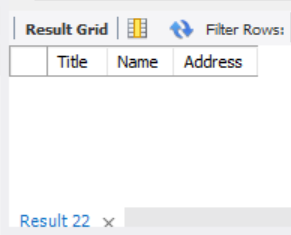 Result Grid Filter Rows:
Title Name Address
Result 22 ×